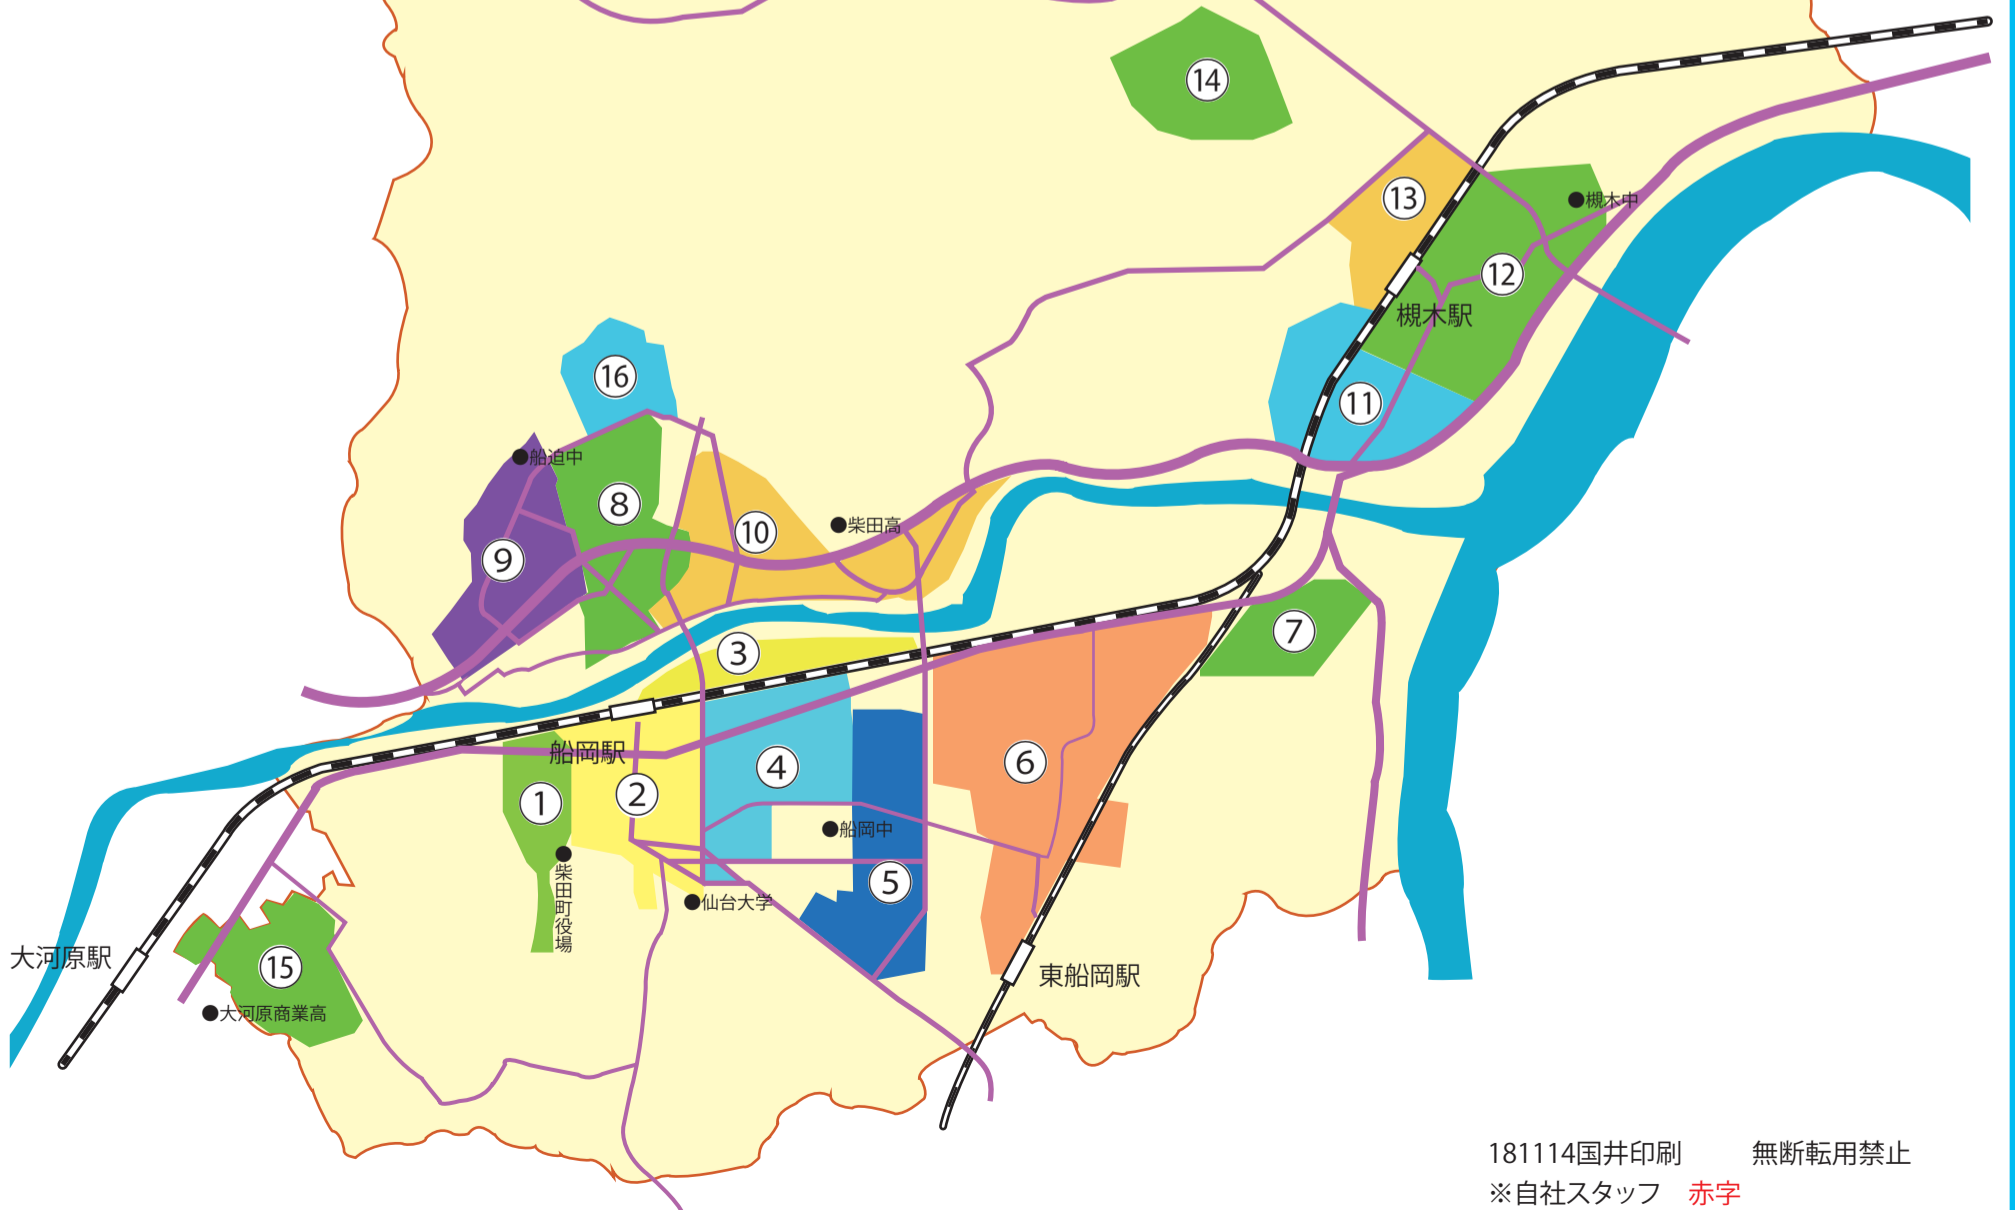 14
13
槻木中
12
槻木駅
16
11
船迫中
8
10
柴田高
9
7
3
船岡駅
4
6
2
1
船岡中
柴田町役場
5
仙台大学
大河原駅
15
東船岡駅
大河原商業高
181114国井印刷 無断転用禁止
※自社スタッフ 赤字